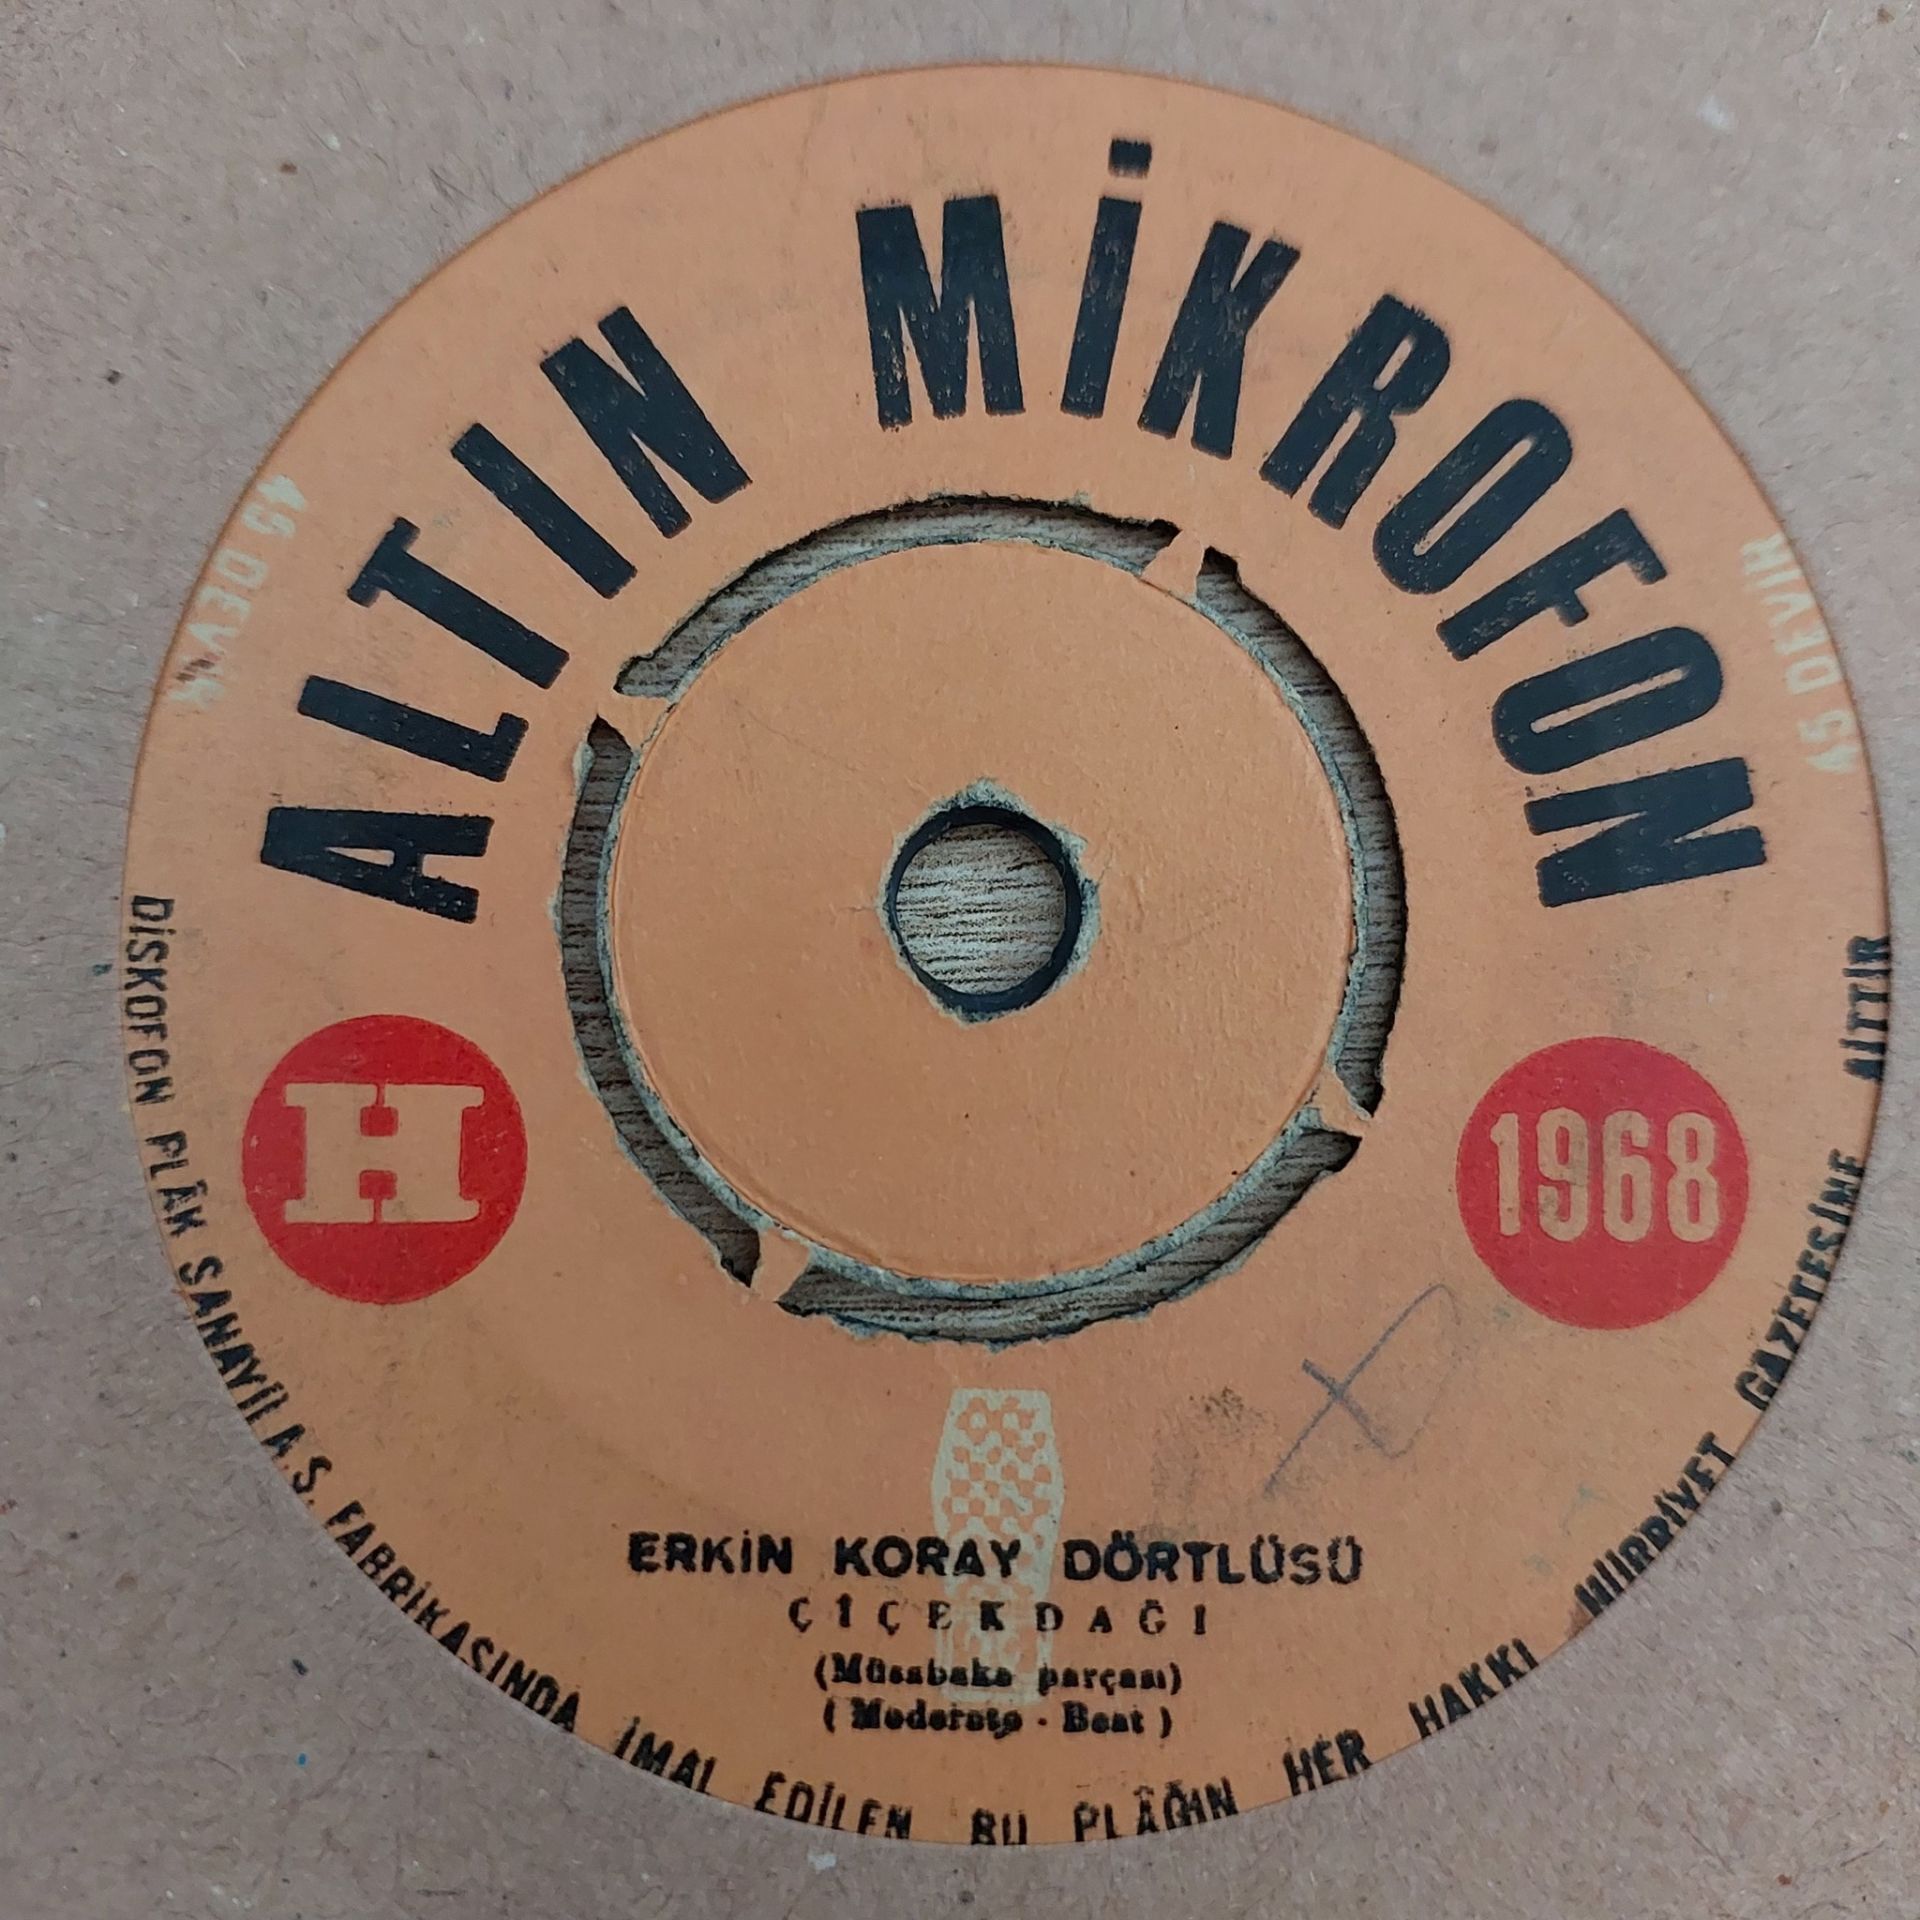 ALTIN MİKROFON
45 DEVİR
45 DEVİR
H
1968
ERKİN KORAY DÖRTLÜSÜ
ÇİÇEKDAĞI
(Müsabaka parçası)
( Moderato - Beat )
DİSKOFON PLÂK SANAYİİ A.Ş. FABRİKASINDA İMAL EDİLEN BU PLÂĞIN HER HAKKI HÜRRİYET GAZETESİNE AİTTİR